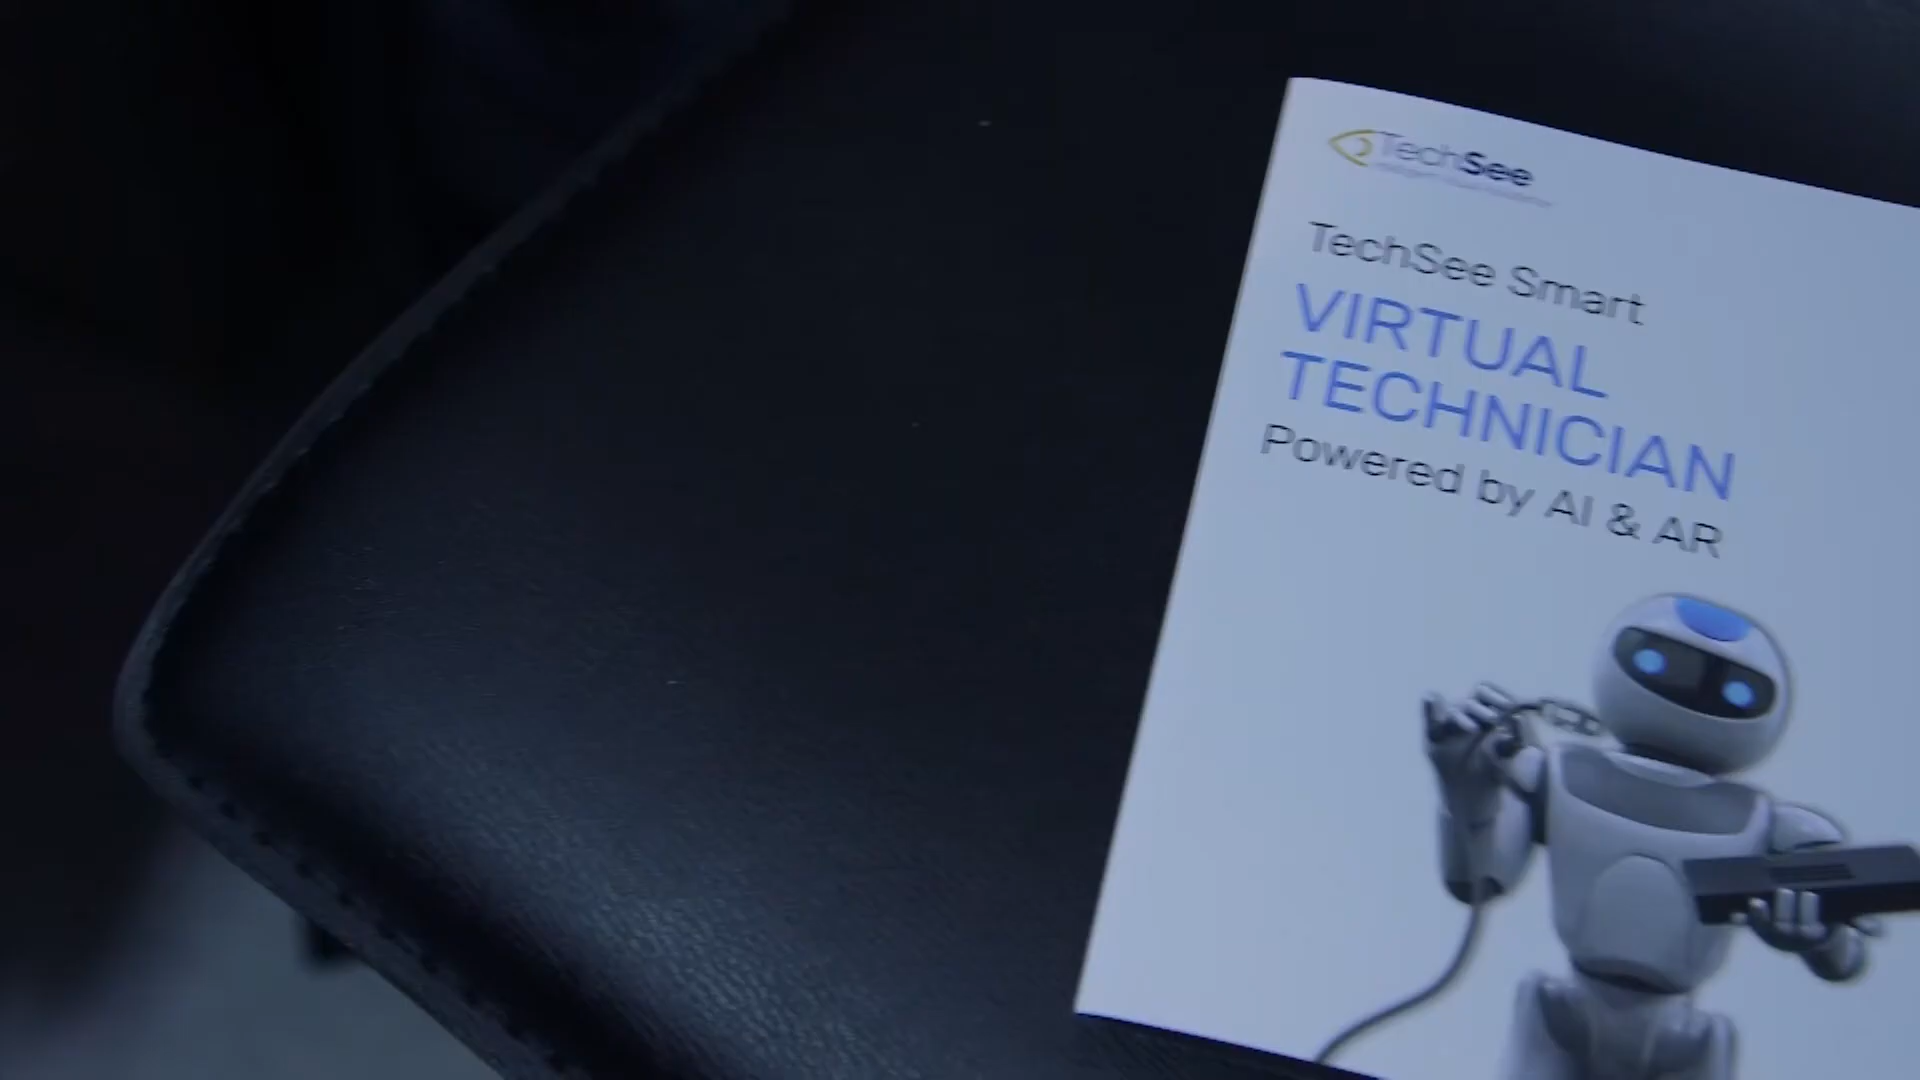 TechSee
TechSee Smart
VIRTUAL
TECHNICIAN
Powered by AI & AR